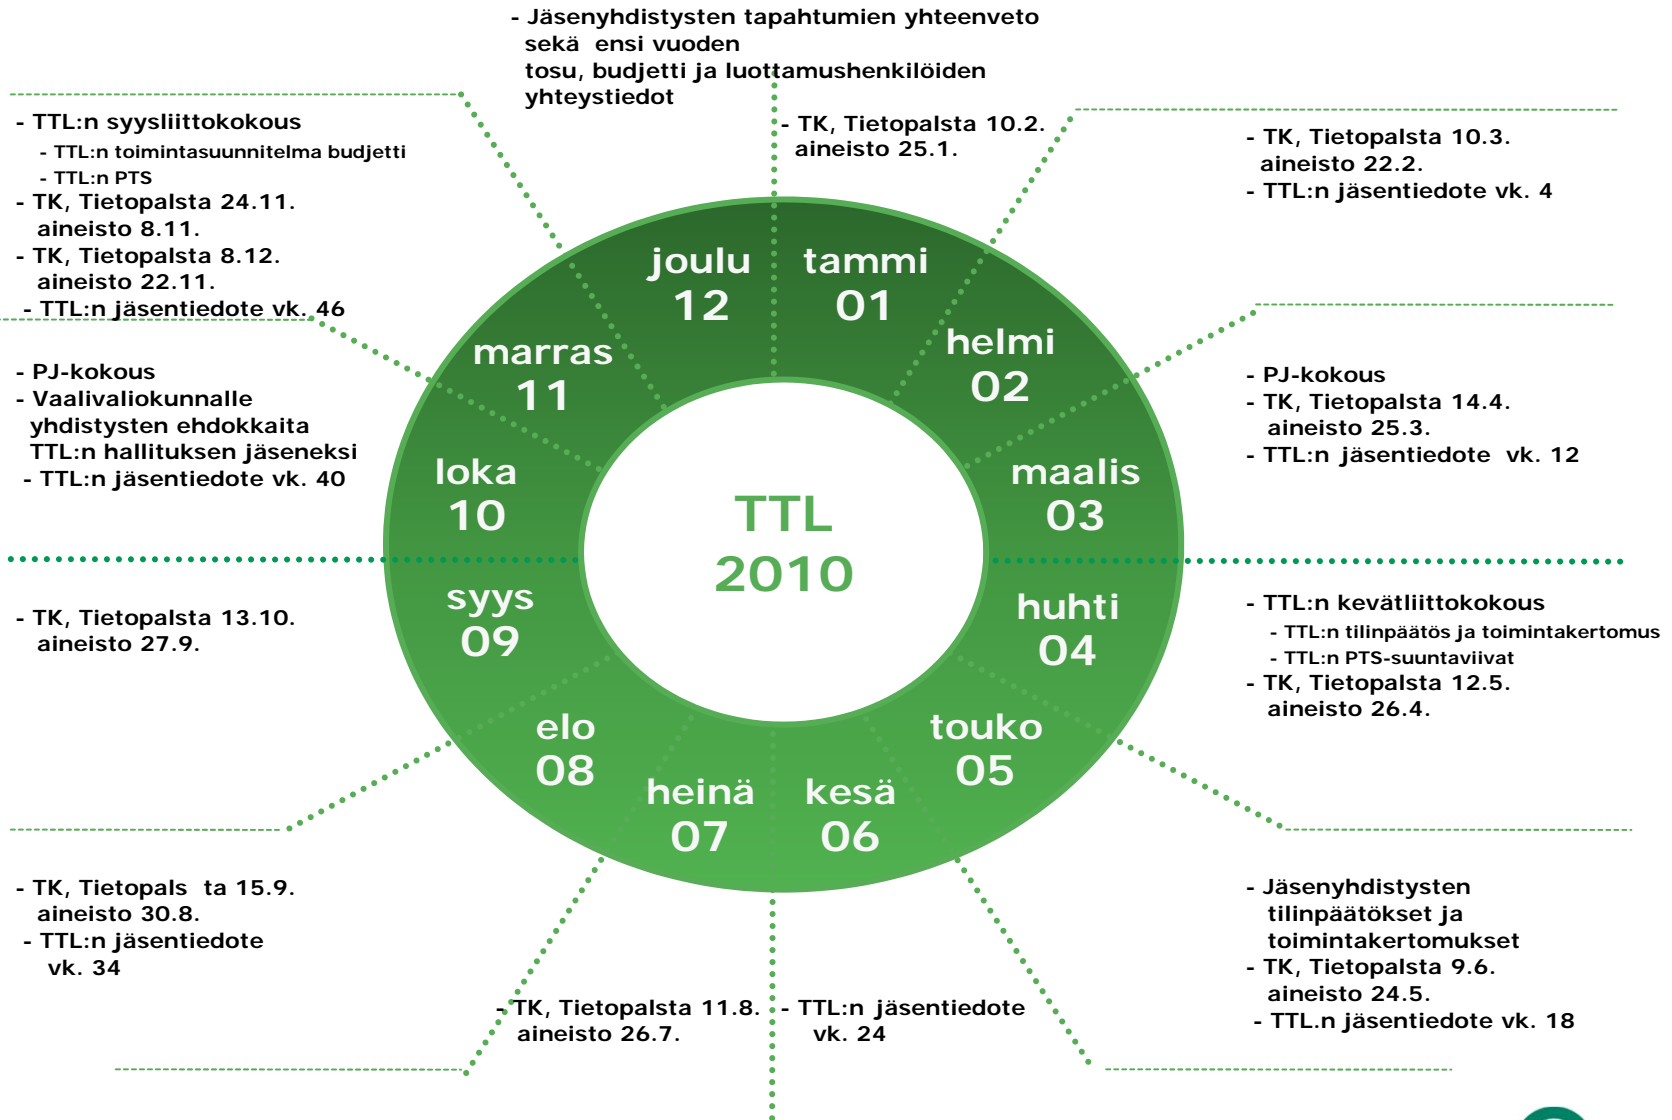 - Jäsenyhdistysten tapahtumien yhteenveto
sekä ensi vuoden
tosu, budjetti ja luottamushenkilöiden
yhteystiedot
- TK, Tietopalsta 10.2.
aineisto 25.1.
- TK, Tietopalsta 10.3.
aineisto 22.2.
- TTL:n jäsentiedote vk. 4
- PJ-kokous
- TK, Tietopalsta 14.4.
aineisto 25.3.
- TTL:n jäsentiedote vk. 12
- TTL:n kevätliittokokous
- TTL:n tilinpäätös ja toimintakertomus
- TTL:n PTS-suuntaviivat
- TK, Tietopalsta 12.5.
aineisto 26.4.
- Jäsenyhdistysten
tilinpäätökset ja
toimintakertomukset
- TK, Tietopalsta 9.6.
aineisto 24.5.
- TTL.n jäsentiedote vk. 18
- TTL:n jäsentiedote
vk. 24
- TK, Tietopalsta 11.8.
aineisto 26.7.
- TK, Tietopals ta 15.9.
aineisto 30.8.
- TTL:n jäsentiedote
vk. 34
- TK, Tietopalsta 13.10.
aineisto 27.9.
- PJ-kokous
- Vaalivaliokunnalle
yhdistysten ehdokkaita
TTL:n hallituksen jäseneksi
- TTL:n jäsentiedote vk. 40
- TTL:n syysliittokokous
- TTL:n toimintasuunnitelma budjetti
- TTL:n PTS
- TK, Tietopalsta 24.11.
aineisto 8.11.
- TK, Tietopalsta 8.12.
aineisto 22.11.
- TTL:n jäsentiedote vk. 46
tammi
01
helmi
02
maalis
03
huhti
04
touko
05
kesä
06
heinä
07
elo
08
syys
09
loka
10
marras
11
joulu
12
TTL
2010